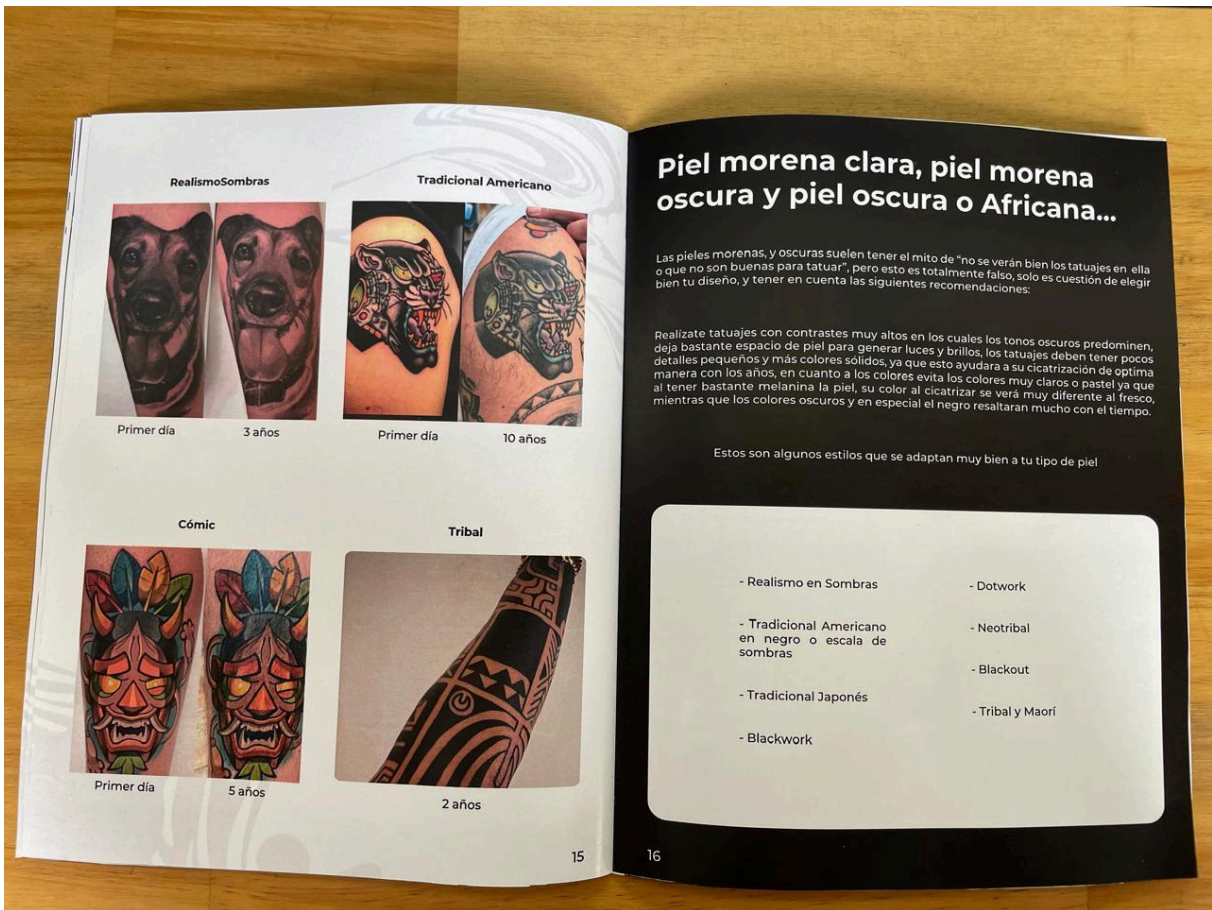 RealismoSombras
Tradicional Americano
Primer día
3 años
Primer día
10 años
Cómic
Tribal
Primer día
5 años
2 años
15
Piel morena clara, piel morena
oscura y piel oscura o Africana...
Las pieles morenas, y oscuras suelen tener el mito de “no se verán bien los tatuajes en ella
o que no son buenas para tatuar”, pero esto es totalmente falso, solo es cuestión de elegir
bien tu diseño, y tener en cuenta las siguientes recomendaciones:
Realízate tatuajes con contrastes muy altos en los cuales los tonos oscuros predominen,
deja bastante espacio de piel para generar luces y brillos, los tatuajes deben tener pocos
detalles pequeños y más colores sólidos, ya que esto ayudara a su cicatrización de optima
manera con los años, en cuanto a los colores evita los colores muy claros o pastel ya que
al tener bastante melanina la piel, su color al cicatrizar se verá muy diferente al fresco,
mientras que los colores oscuros y en especial el negro resaltaran mucho con el tiempo.
Estos son algunos estilos que se adaptan muy bien a tu tipo de piel
- Realismo en Sombras
- Tradicional Americano
en negro o escala de
sombras
- Tradicional Japonés
- Blackwork
- Dotwork
- Neotribal
- Blackout
- Tribal y Maorí
16